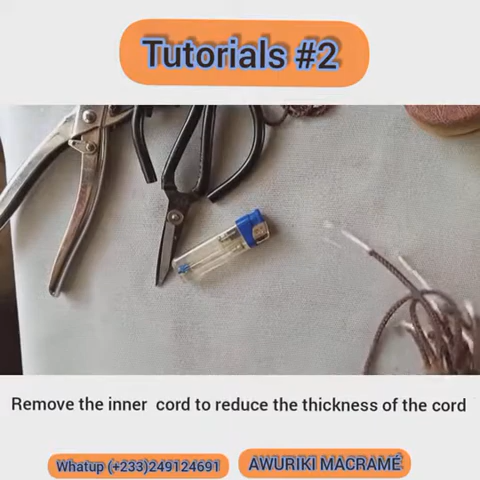 Tutorials #2
Remove the inner cord to reduce the thickness of the cord
Whatup (+233)249124691
AWURIKI MACRAMÉ